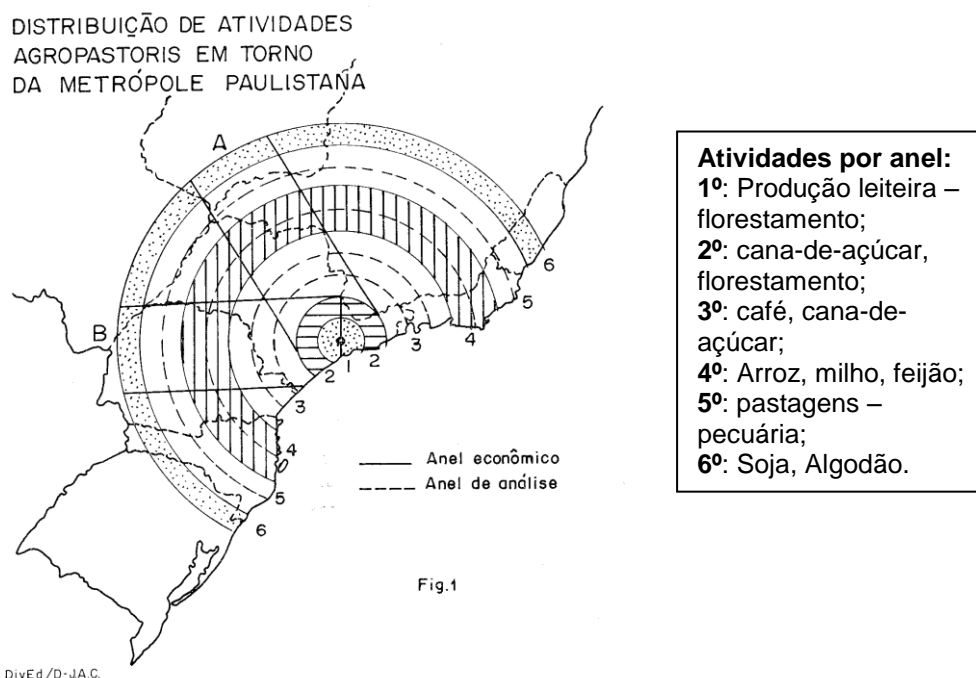 DISTRIBUIÇÃO DE ATIVIDADES
AGROPASTORIS EM TORNO
DA METRÓPOLE PAULISTANA
A
B
6
5
4
3
2
1
2
3
4
5
6
Anel econômico
Anel de análise
Fig.1
DivEd/D-J.A.C.
Atividades por anel:
1º: Produção leiteira –
florestamento;
2º: cana-de-açúcar,
florestamento;
3º: café, cana-de-
açúcar;
4º: Arroz, milho, feijão;
5º: pastagens –
pecuária;
6º: Soja, Algodão.